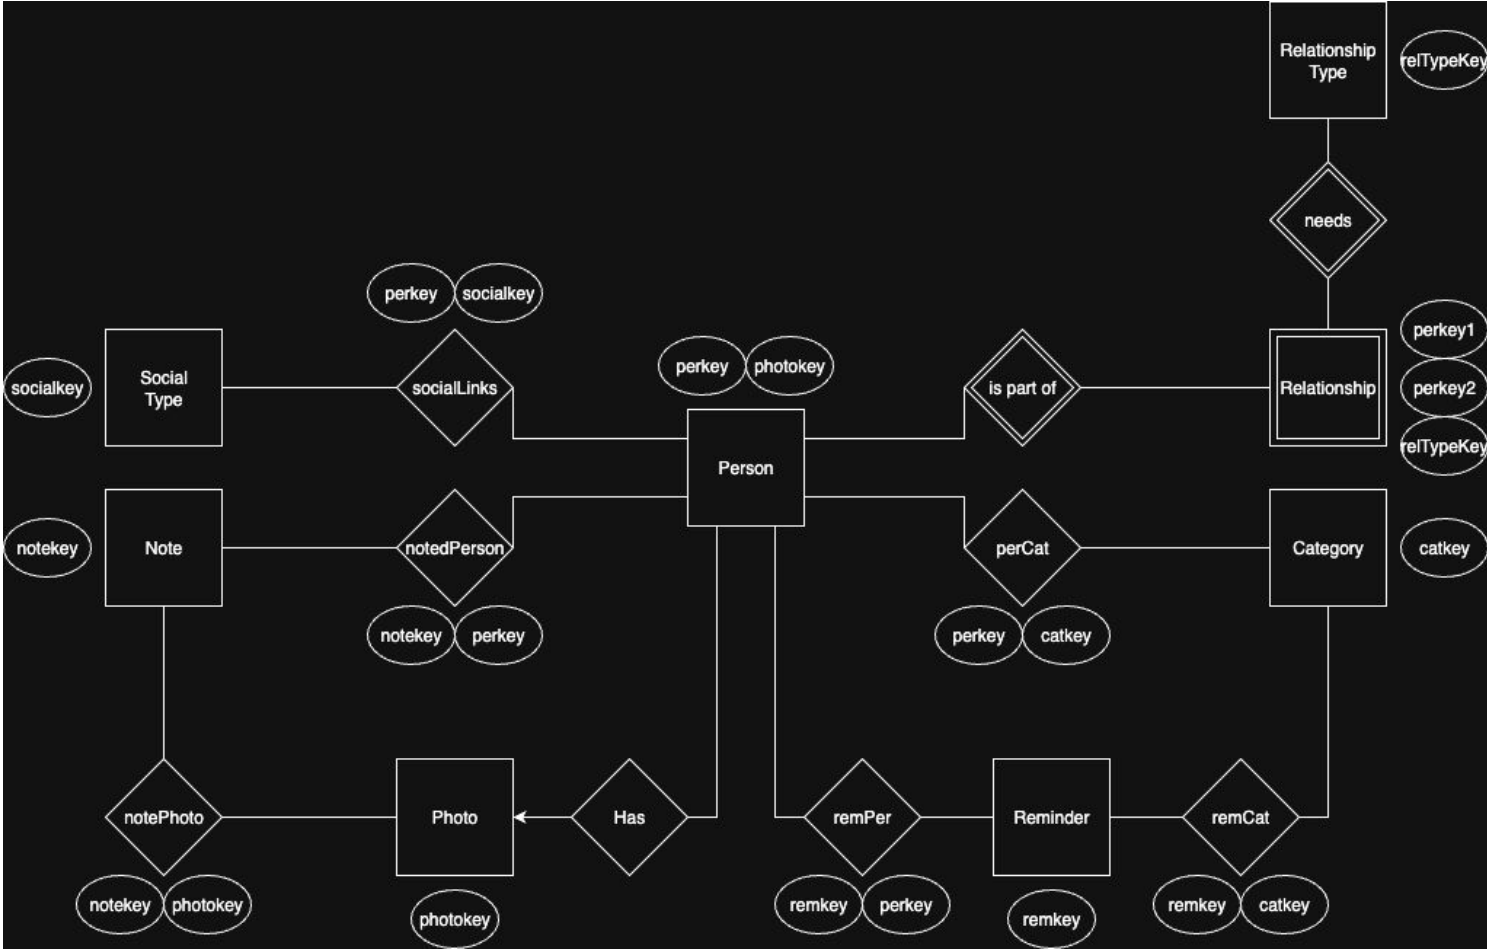 Relationship
Type
relTypeKey
needs
perkey
socialkey
perkey1
socialkey
Social
Type
socialLinks
perkey
photokey
is part of
Relationship
perkey2
relTypeKey
Person
notekey
Note
notedPerson
perCat
Category
catkey
notekey
perkey
perkey
catkey
notePhoto
Photo
Has
remPer
Reminder
remCat
notekey
photokey
photokey
remkey
perkey
remkey
remkey
catkey